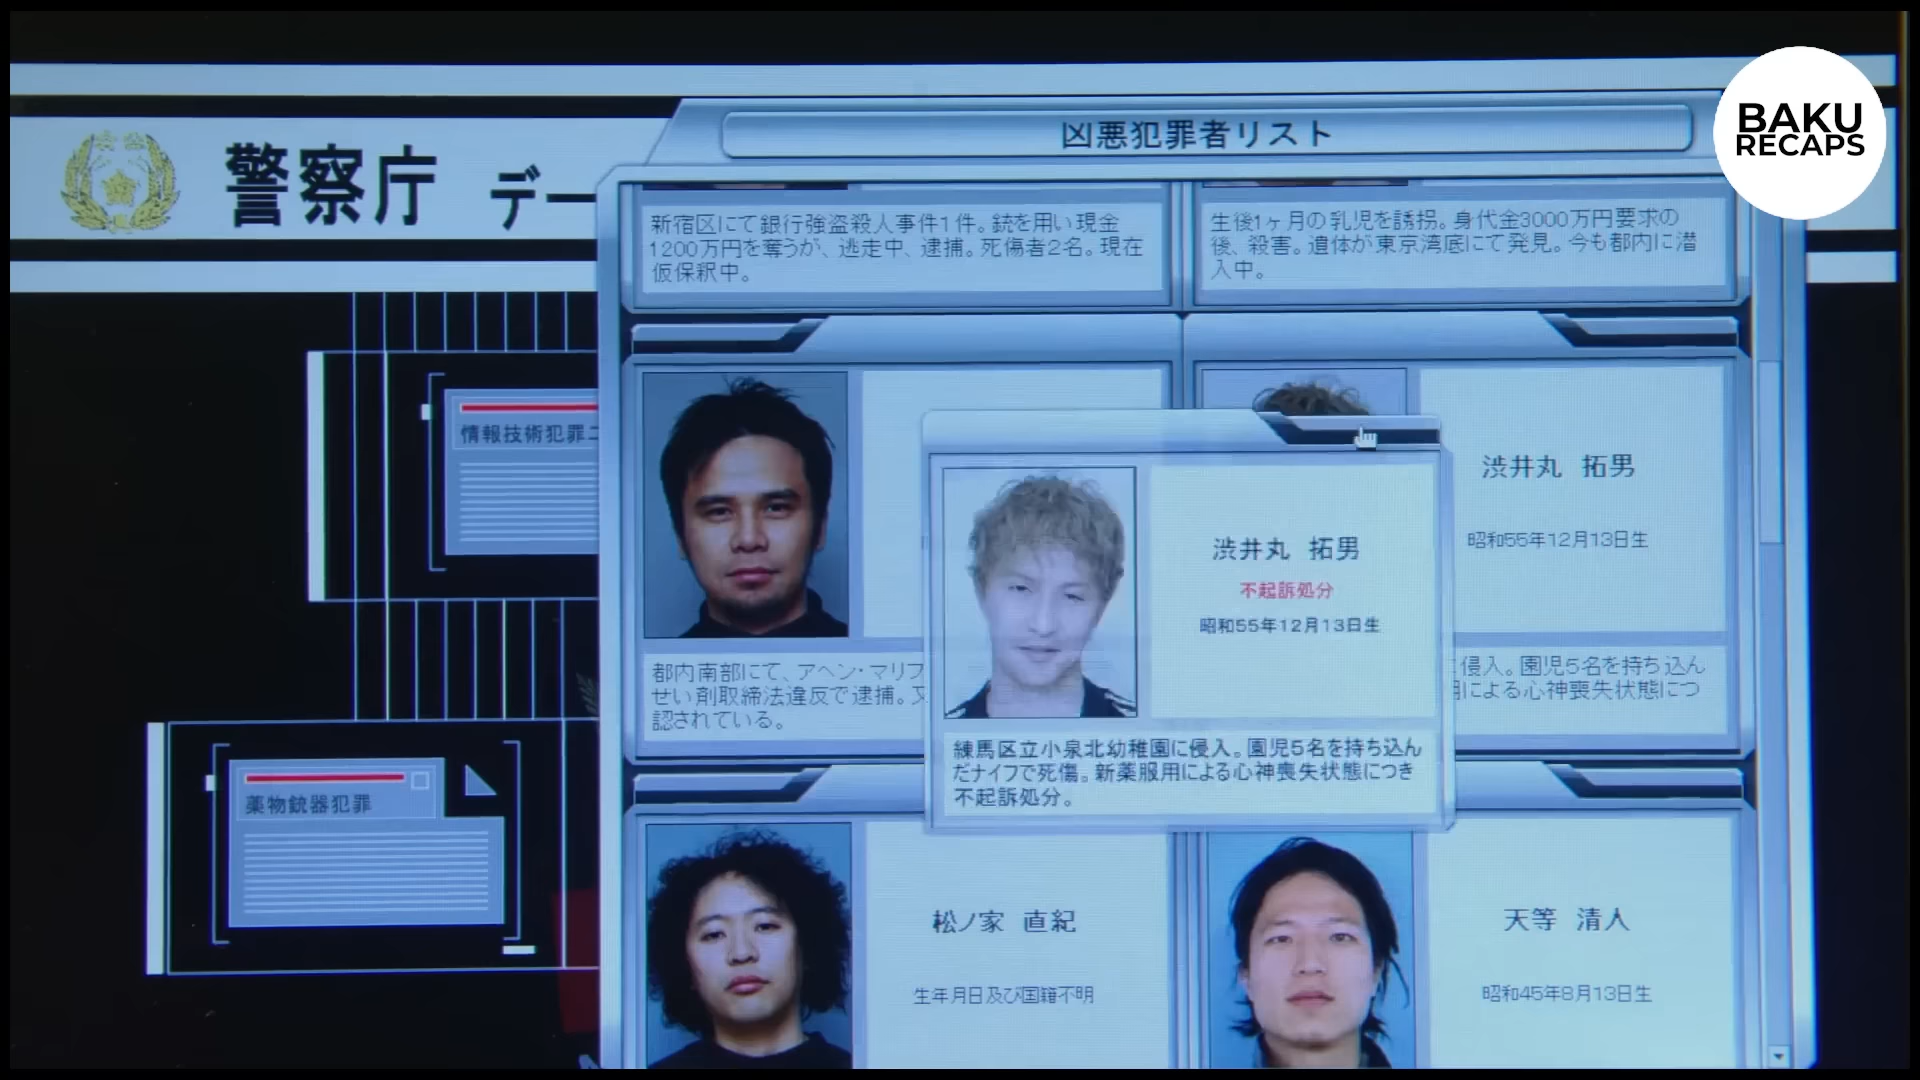 BAKU
RECAPS
警察庁 デー
凶悪犯罪者リスト
新宿区にて銀行強盗殺人事件1件。銃を用い現金
1200万円を奪うが、逃走中、逮捕。死傷者2名。現在
仮保釈中。
生後1ヶ月の乳児を誘拐。身代金3000万円要求の
後、殺害。遺体が東京湾底にて発見。今も都内に潜
入中。
情報技術犯罪
渋井丸 拓男
昭和55年12月13日生
渋井丸 拓男
不起訴処分
昭和55年12月13日生
都内南部にて、アヘン・マリフ
せい剤取締法違反で逮捕。
認されている。
侵入。園児5名を持ち込ん
による心神喪失状態につ
練馬区立小泉北幼稚園に侵入。園児5名を持ち込ん
だナイフで死傷。新薬服用による心神喪失状態につき
不起訴処分。
薬物銃器犯罪
松ノ家 直紀
生年月日及び国籍不明
天等 清人
昭和45年8月13日生